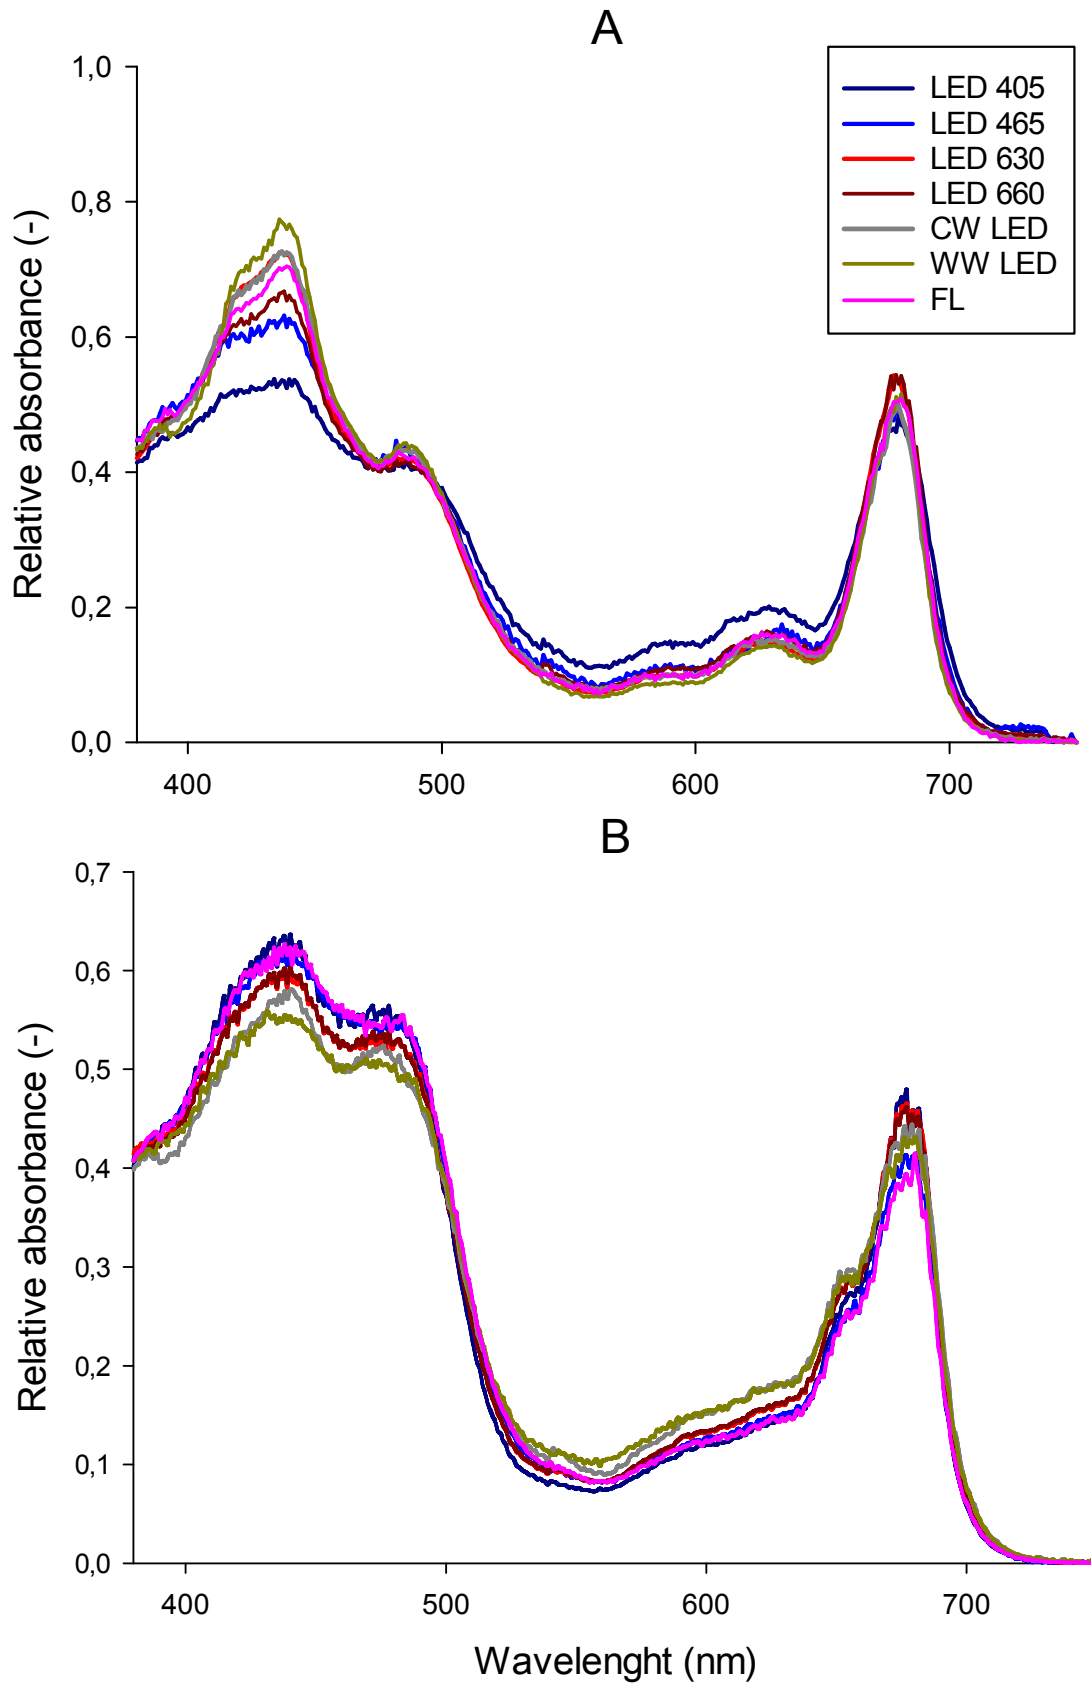 A
1,0
0,8
0,6
0,4
0,2
0,0
Relative absorbance (-)
LED 405
LED 465
LED 630
LED 660
CW LED
WW LED
FL
400 500 600 700
B
0,7
0,6
0,5
0,4
0,3
0,2
0,1
0,0
Relative absorbance (-)
400 500 600 700
Wavelenght (nm)